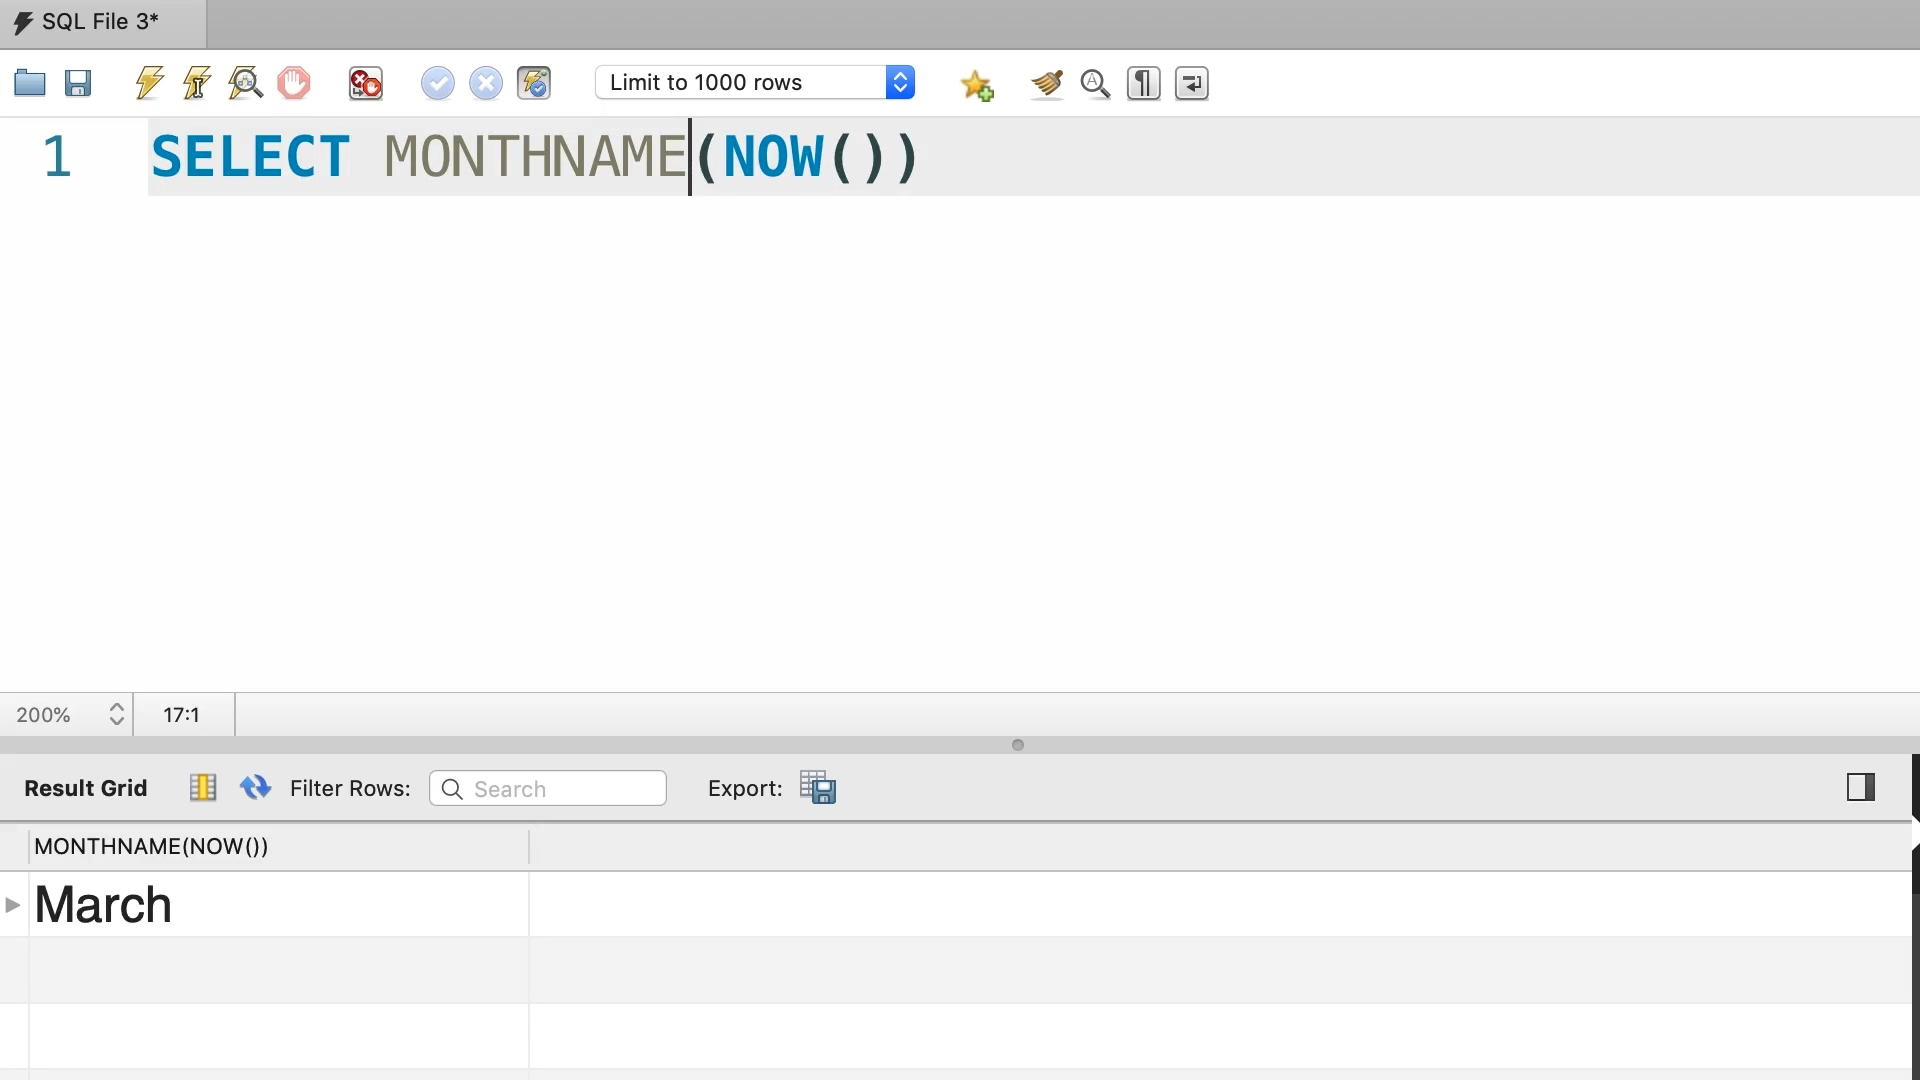 SQL File 3*
Limit to 1000 rows
1 SELECT MONTHNAME(NOW())
200% 17:1
Result Grid Filter Rows: Search Export:
MONTHNAME(NOW())
March